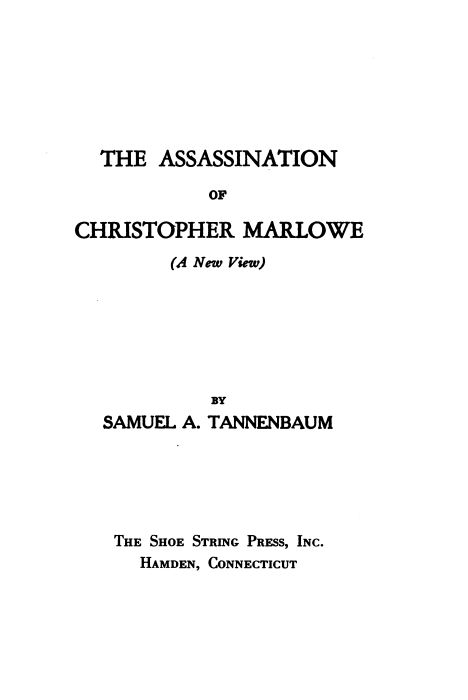 THE ASSASSINATION
OF
CHRISTOPHER MARLOWE
(A New View)
BY
SAMUEL A. TANNENBAUM
THE SHOE STRING PRESS, INC.
HAMDEN, CONNECTICUT